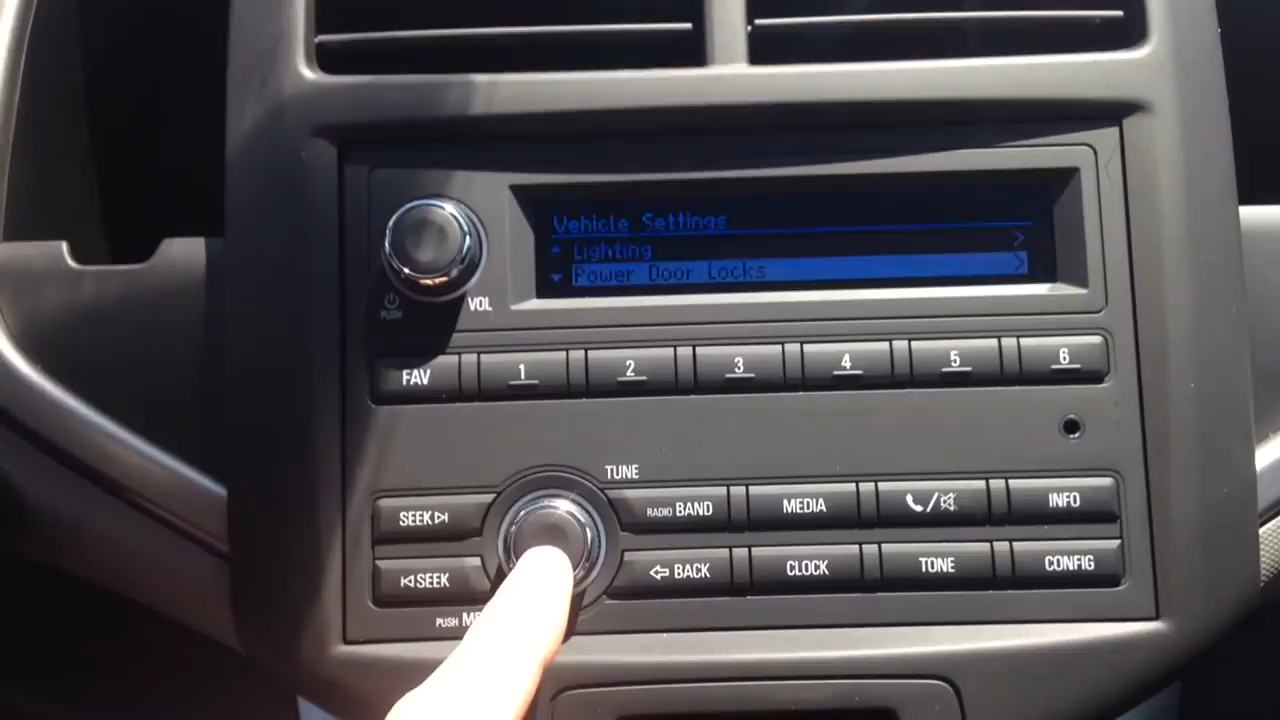 Vehicle Settings
Lighting >
Power Door Locks >
PUSH
VOL
FAV 1 2 3 4 5 6
TUNE
SEEK
RADIO BAND MEDIA / INFO
SEEK
BACK CLOCK TONE CONFIG
PUSH